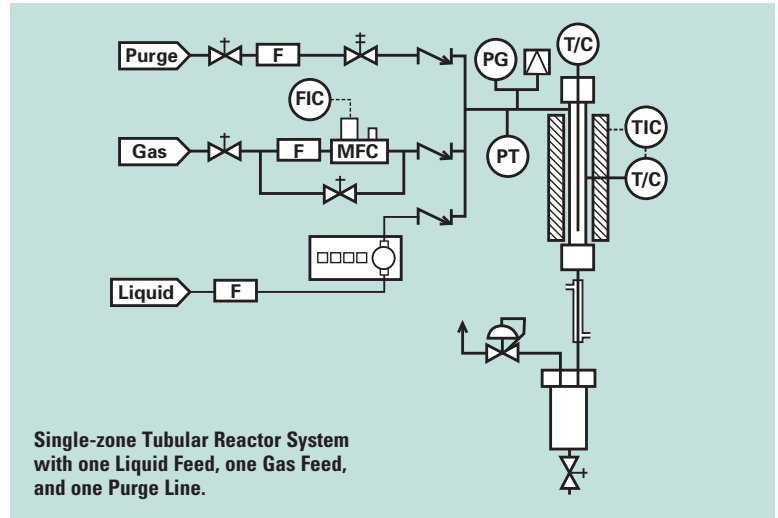 Purge
F
PG
T/C
FIC
Gas
F
MFC
PT
TIC
T/C
Liquid
F
Single-zone Tubular Reactor System
with one Liquid Feed, one Gas Feed,
and one Purge Line.